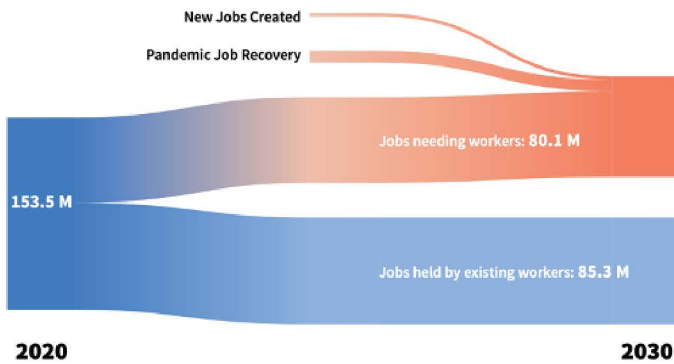 New Jobs Created
Pandemic Job Recovery
Jobs needing workers: 80.1 M
153.5 M
Jobs held by existing workers: 85.3 M
2020
2030